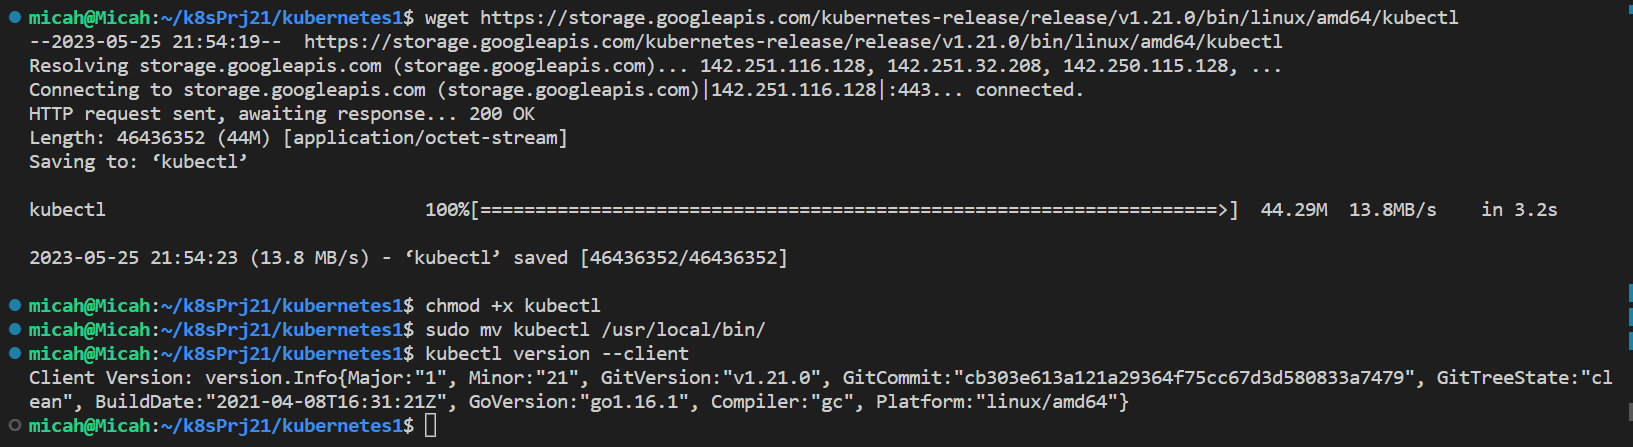 micah@Micah:~/k8sPrj21/kubernetes1$ wget https://storage.googleapis.com/kubernetes-release/release/v1.21.0/bin/linux/amd64/kubectl
--2023-05-25 21:54:19--  https://storage.googleapis.com/kubernetes-release/release/v1.21.0/bin/linux/amd64/kubectl
Resolving storage.googleapis.com (storage.googleapis.com)... 142.251.116.128, 142.251.32.208, 142.250.115.128, ...
Connecting to storage.googleapis.com (storage.googleapis.com)|142.251.116.128|:443... connected.
HTTP request sent, awaiting response... 200 OK
Length: 46436352 (44M) [application/octet-stream]
Saving to: ‘kubectl’
kubectl                             100%[===================================================================>]  44.29M  13.8MB/s    in 3.2s
2023-05-25 21:54:23 (13.8 MB/s) - ‘kubectl’ saved [46436352/46436352]
micah@Micah:~/k8sPrj21/kubernetes1$ chmod +x kubectl
micah@Micah:~/k8sPrj21/kubernetes1$ sudo mv kubectl /usr/local/bin/
micah@Micah:~/k8sPrj21/kubernetes1$ kubectl version --client
Client Version: version.Info{Major:"1", Minor:"21", GitVersion:"v1.21.0", GitCommit:"cb303e613a121a29364f75cc67d3d580833a7479", GitTreeState:"cl
ean", BuildDate:"2021-04-08T16:31:21Z", GoVersion:"go1.16.1", Compiler:"gc", Platform:"linux/amd64"}
micah@Micah:~/k8sPrj21/kubernetes1$